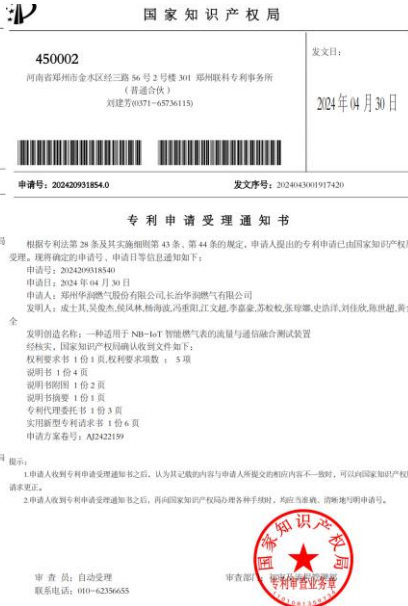 国家知识产权局
450002
河南省郑州市金水区经三路 56 号 2 号楼 301 郑州联科专利事务所
（普通合伙）
刘建芳(0371-65736115)
发文日：
2024年04月30日
申请号：202420931854.0
发文序号：2024043001917420
专利申请受理通知书
根据专利法第 28 条及其实施细则第 43 条、第 44 条的规定，申请人提出的专利申请已由国家知识产权局
受理。现将确定的申请号、申请日等信息通知如下：
申请号：2024209318540
申请日：2024 年 04 月 30 日
申请人：郑州华润燃气股份有限公司,长治华润燃气有限公司
发明人：成士其,吴俊杰,侯凤林,杨海波,冯重阳,江文超,李嘉豪,苏蛟蛟,张琼娜,史浩洋,刘佳欣,陈世超,黄
全
发明创造名称：一种适用于 NB-IoT 智能燃气表的流量与通信融合测试装置
经核实，国家知识产权局确认收到文件如下：
权利要求书 1 份 1 页,权利要求项数 ： 5 项
说明书 1 份 4 页
说明书附图 1 份 2 页
说明书摘要 1 份 1 页
专利代理委托书 1 份 3 页
实用新型专利请求书 1 份 6 页
申请方案卷号：AJ2422159
提示：
1.申请人收到专利申请受理通知书之后，认为其记载的内容与申请人所提交的相应内容不一致时，可以向国家知识产权局
请求更正。
2.申请人收到专利申请受理通知书之后，再向国家知识产权局办理各种手续时，均应当准确、清晰地写明申请号。
国家知识产权局
专利审查业务章
审 查 员：自动受理
审查部门：
联系电话：010-62356655